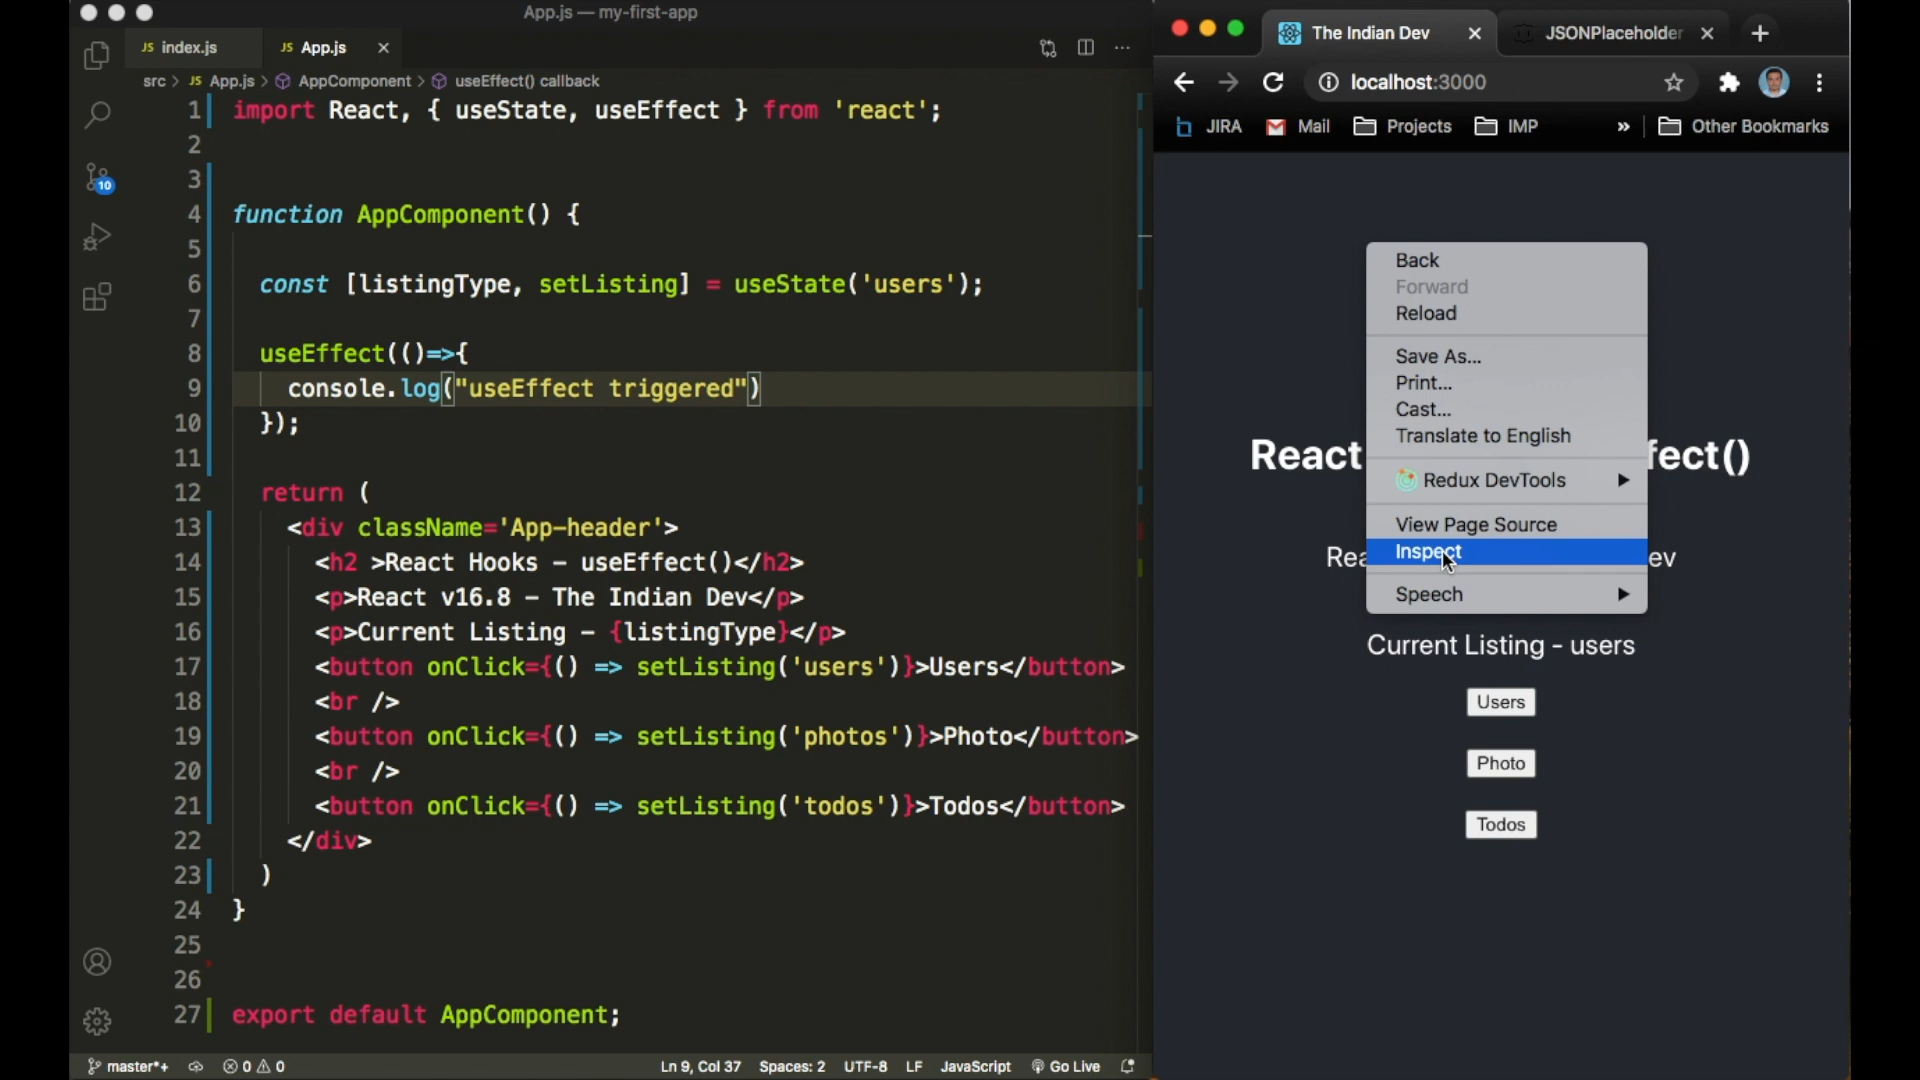 App.js — my-first-app
JS index.js
JS App.js
src > JS App.js > AppComponent > useEffect() callback
1 import React, { useState, useEffect } from 'react';
2
3
4 function AppComponent() {
5
6 const [listingType, setListing] = useState('users');
7
8 useEffect(()=>{
9 console.log("useEffect triggered")
10 });
11
12 return (
13 <div className='App-header'>
14 <h2 >React Hooks - useEffect()</h2>
15 <p>React v16.8 - The Indian Dev</p>
16 <p>Current Listing - {listingType}</p>
17 <button onClick={() => setListing('users')}>Users</button>
18 <br />
19 <button onClick={() => setListing('photos')}>Photo</button>
20 <br />
21 <button onClick={() => setListing('todos')}>Todos</button>
22 </div>
23 )
24 }
25
26
27 export default AppComponent;
10
master*+ 0 0 Ln 9, Col 37 Spaces: 2 UTF-8 LF JavaScript Go Live
The Indian Dev
JSONPlaceholder
localhost:3000
JIRA Mail Projects IMP » Other Bookmarks
Back
Forward
Reload
Save As...
Print...
Cast...
Translate to English
React fect()
Redux DevTools
View Page Source
Inspect
Rea ev
Speech
Current Listing - users
Users
Photo
Todos